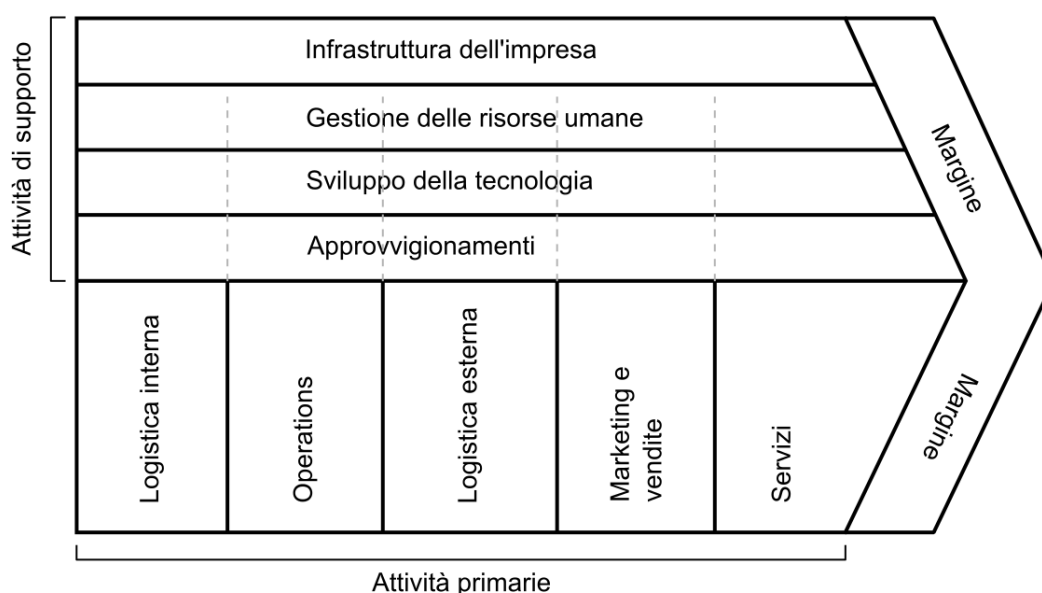 Attività di supporto
Infrastruttura dell'impresa
Gestione delle risorse umane
Sviluppo della tecnologia
Approvvigionamenti
Margine
Logistica interna
Operations
Logistica esterna
Marketing e
vendite
Servizi
Margine
Attività primarie